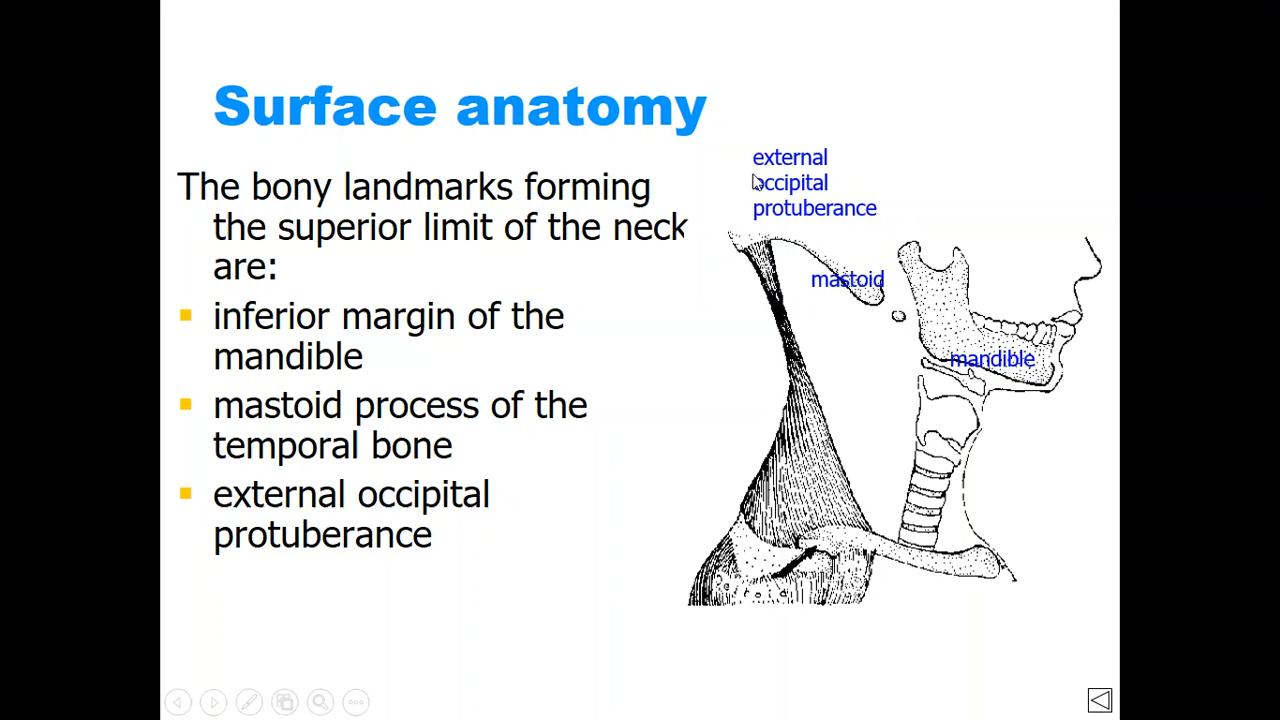 Surface anatomy
The bony landmarks forming
the superior limit of the neck
are:
inferior margin of the
mandible
mastoid process of the
temporal bone
external occipital
protuberance
external
occipital
protuberance
mastoid
mandible